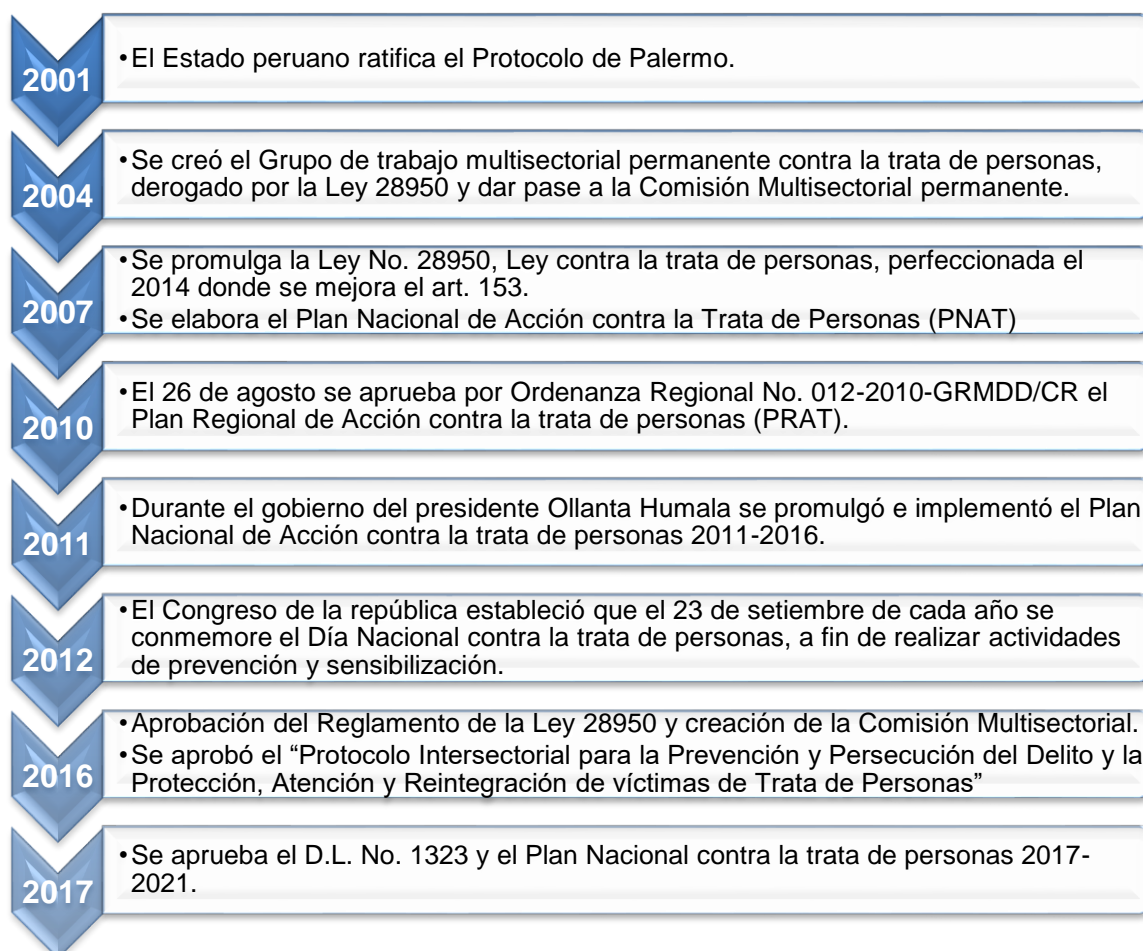 2001
•El Estado peruano ratifica el Protocolo de Palermo.
2004
•Se creó el Grupo de trabajo multisectorial permanente contra la trata de personas,
derogado por la Ley 28950 y dar pase a la Comisión Multisectorial permanente.
2007
•Se promulga la Ley No. 28950, Ley contra la trata de personas, perfeccionada el
2014 donde se mejora el art. 153.
•Se elabora el Plan Nacional de Acción contra la Trata de Personas (PNAT)
2010
•El 26 de agosto se aprueba por Ordenanza Regional No. 012-2010-GRMDD/CR el
Plan Regional de Acción contra la trata de personas (PRAT).
2011
•Durante el gobierno del presidente Ollanta Humala se promulgó e implementó el Plan
Nacional de Acción contra la trata de personas 2011-2016.
2012
•El Congreso de la república estableció que el 23 de setiembre de cada año se
conmemore el Día Nacional contra la trata de personas, a fin de realizar actividades
de prevención y sensibilización.
2016
•Aprobación del Reglamento de la Ley 28950 y creación de la Comisión Multisectorial.
•Se aprobó el “Protocolo Intersectorial para la Prevención y Persecución del Delito y la
Protección, Atención y Reintegración de víctimas de Trata de Personas”
2017
•Se aprueba el D.L. No. 1323 y el Plan Nacional contra la trata de personas 2017-
2021.